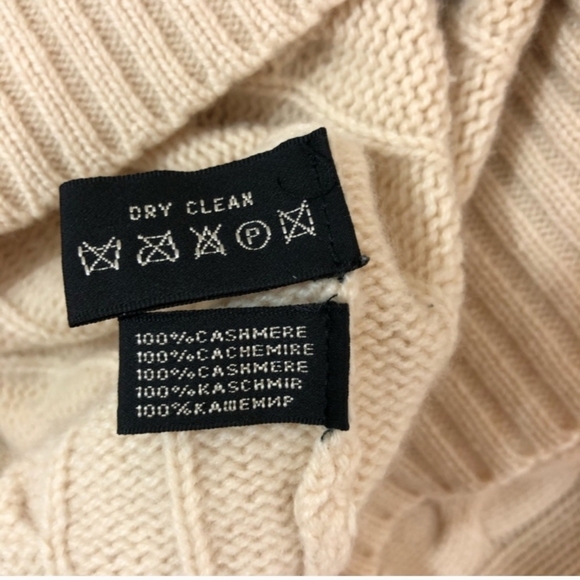 DRY CLEAN
P
100%CASHMERE
100%CACHEMIRE
100%CASHMERE
100%KASCHMIR
100%КАШЕМИР